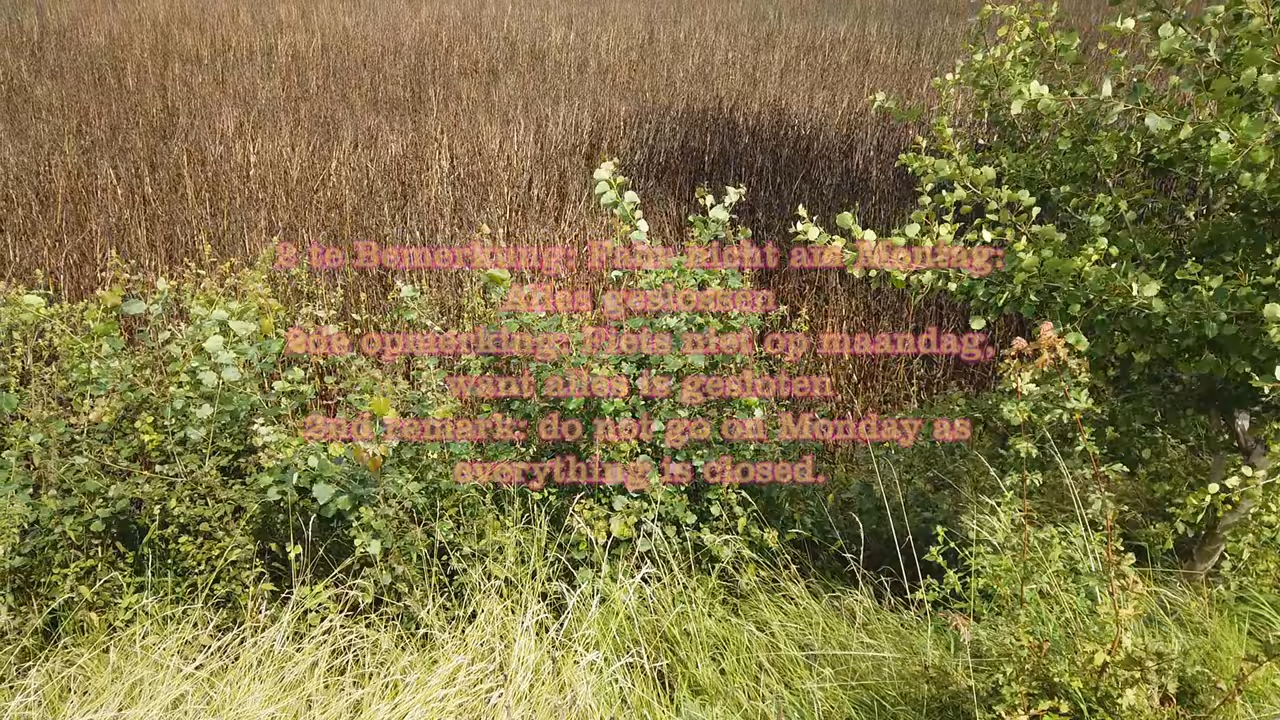 2 te Bemerkung: Fahr nicht am Montag:
Alles geslossen
2de opmerking: Fiets niet op maandag,
want alles is gesloten
2nd remark: do not go on Monday as
everything is closed.